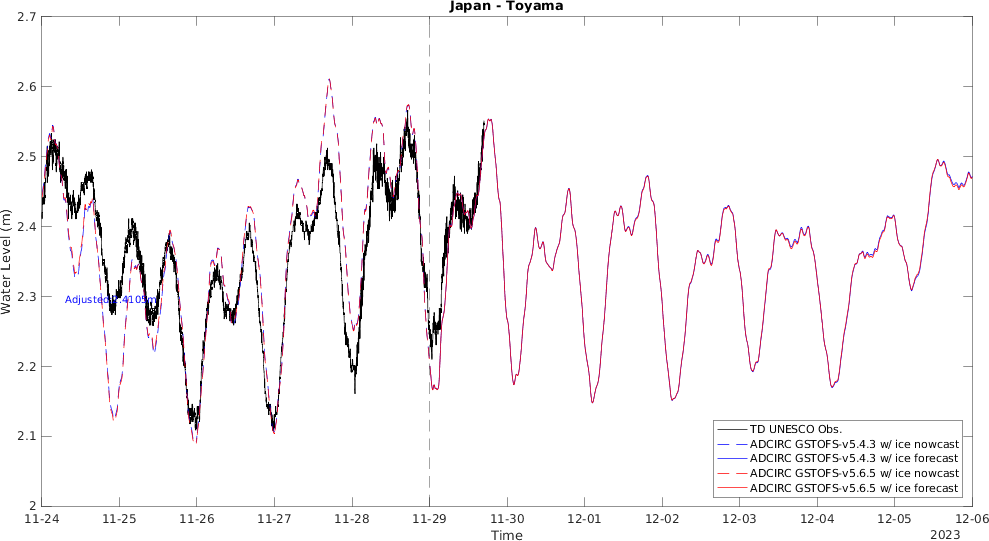 Japan - Toyama
2.7
2.6
2.5
2.4
2.3
2.2
2.1
2
Water Level (m)
Adjusted 2.4105m
TD UNESCO Obs.
ADCIRC GSTOFS-v5.4.3 w/ ice nowcast
ADCIRC GSTOFS-v5.4.3 w/ ice forecast
ADCIRC GSTOFS-v5.6.5 w/ ice nowcast
ADCIRC GSTOFS-v5.6.5 w/ ice forecast
11-24 11-25 11-26 11-27 11-28 11-29 11-30 12-01 12-02 12-03 12-04 12-05 12-06
Time
2023